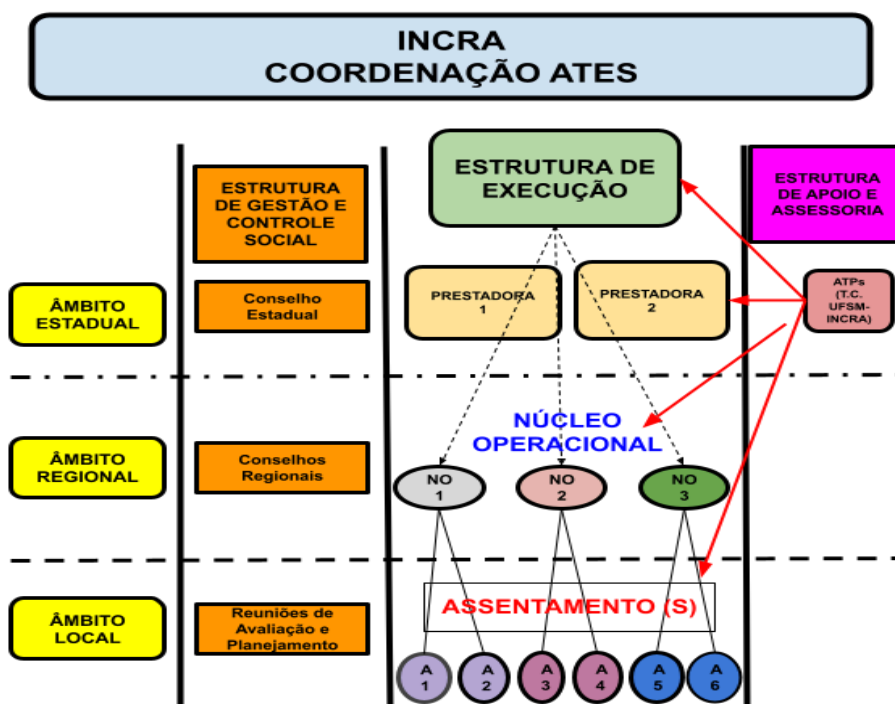 INCRA
COORDENAÇÃO ATES
ESTRUTURA
DE GESTÃO E
CONTROLE
SOCIAL
ESTRUTURA DE
EXECUÇÃO
ESTRUTURA
DE APOIO E
ASSESSORIA
ÂMBITO
ESTADUAL
Conselho
Estadual
PRESTADORA
1
PRESTADORA
2
ATPs
(T.C.
UFSM-
INCRA)
NÚCLEO
OPERACIONAL
ÂMBITO
REGIONAL
Conselhos
Regionais
NO
1
NO
2
NO
3
ASSENTAMENTO (S)
ÂMBITO
LOCAL
Reuniões de
Avaliação e
Planejamento
A
1
A
2
A
3
A
4
A
5
A
6